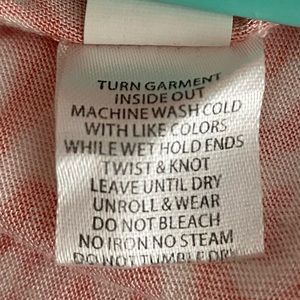 TURN GARMENT
INSIDE OUT
MACHINE WASH COLD
WITH LIKE COLORS
WHILE WET HOLD ENDS
TWIST & KNOT
LEAVE UNTIL DRY
UNROLL & WEAR
DO NOT BLEACH
NO IRON NO STEAM
DO NOT TUMBLE DRY